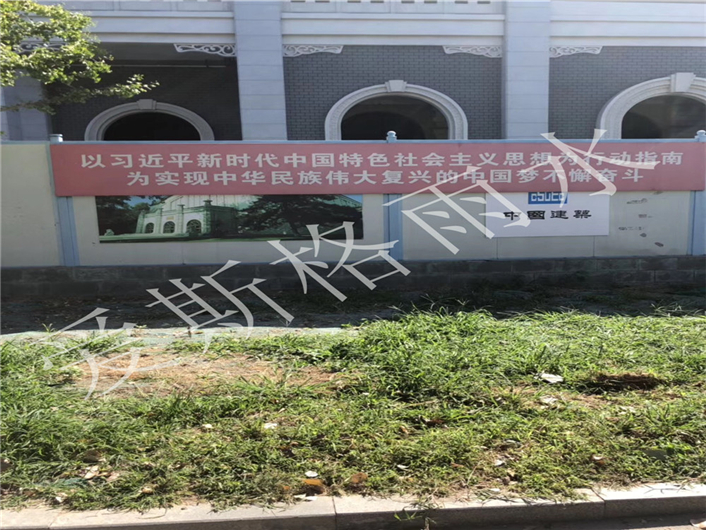 以习近平新时代中国特色社会主义思想为行动指南
为实现中华民族伟大复兴的中国梦不懈奋斗
CSCEC
中国建筑
安斯格雨水